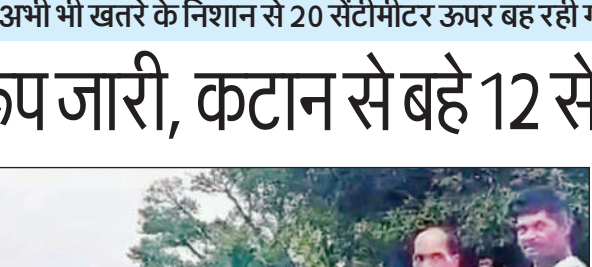 अभी भी खतरे के निशान से 20 सेंटीमीटर ऊपर बह रही
जारी, कटान से बहे 12 से